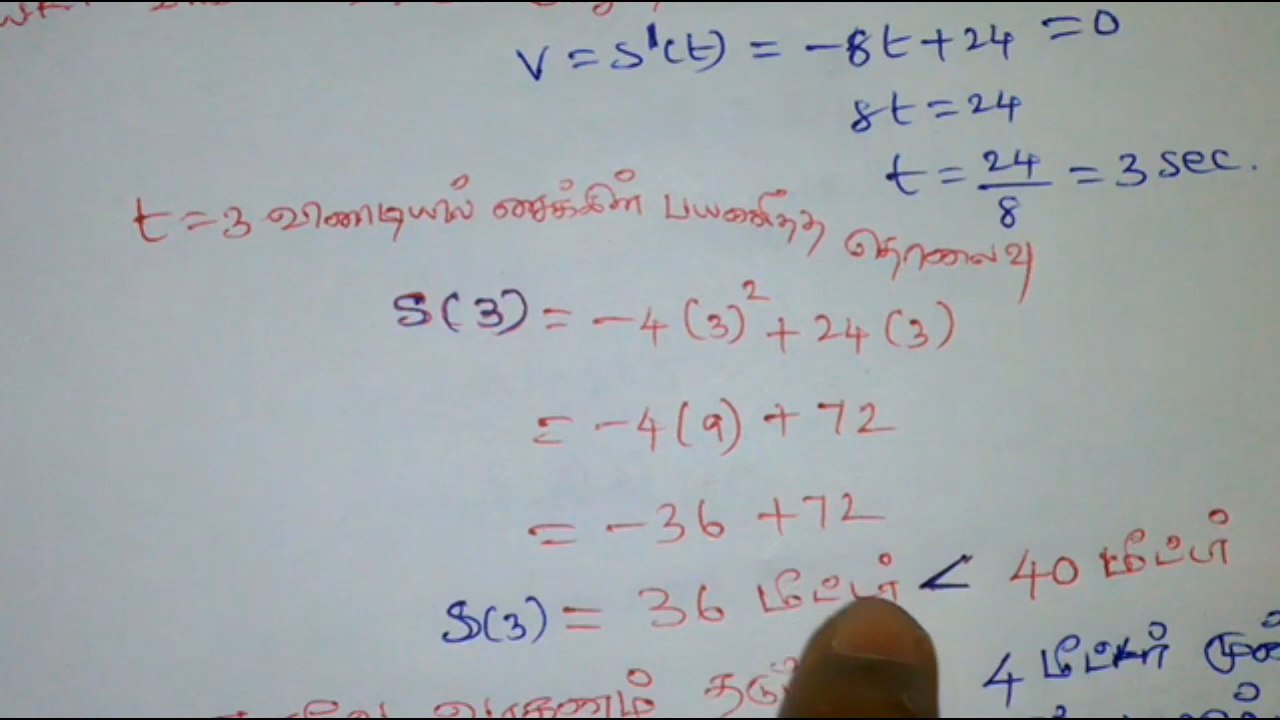 V = S'(t) = -8t + 24 = 0
8t = 24
t = 24/8 = 3 sec.
t = 3 வினாடியில் சைக்கிள் பயணித்த தொலைவு
S(3) = -4(3)² + 24(3)
= -4(9) + 72
= -36 + 72
S(3) = 36 மீட்டர் < 40 மீட்டர்
4 மீட்டர்